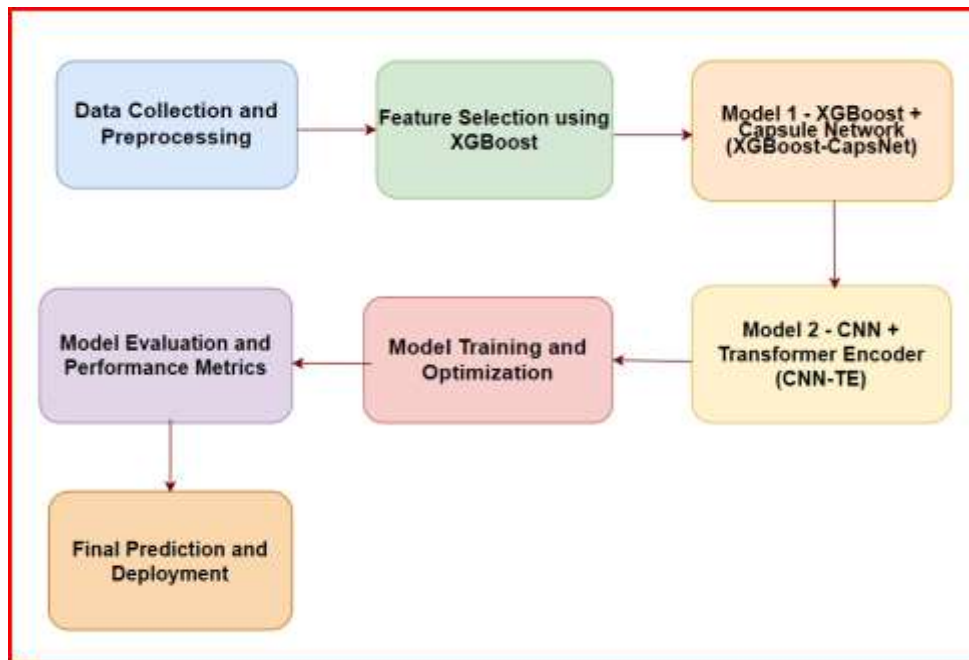 Data Collection and
Preprocessing
Feature Selection using
XGBoost
Model 1 - XGBoost +
Capsule Network
(XGBoost-CapsNet)
Model 2 - CNN +
Transformer Encoder
(CNN-TE)
Model Training and
Optimization
Model Evaluation and
Performance Metrics
Final Prediction and
Deployment